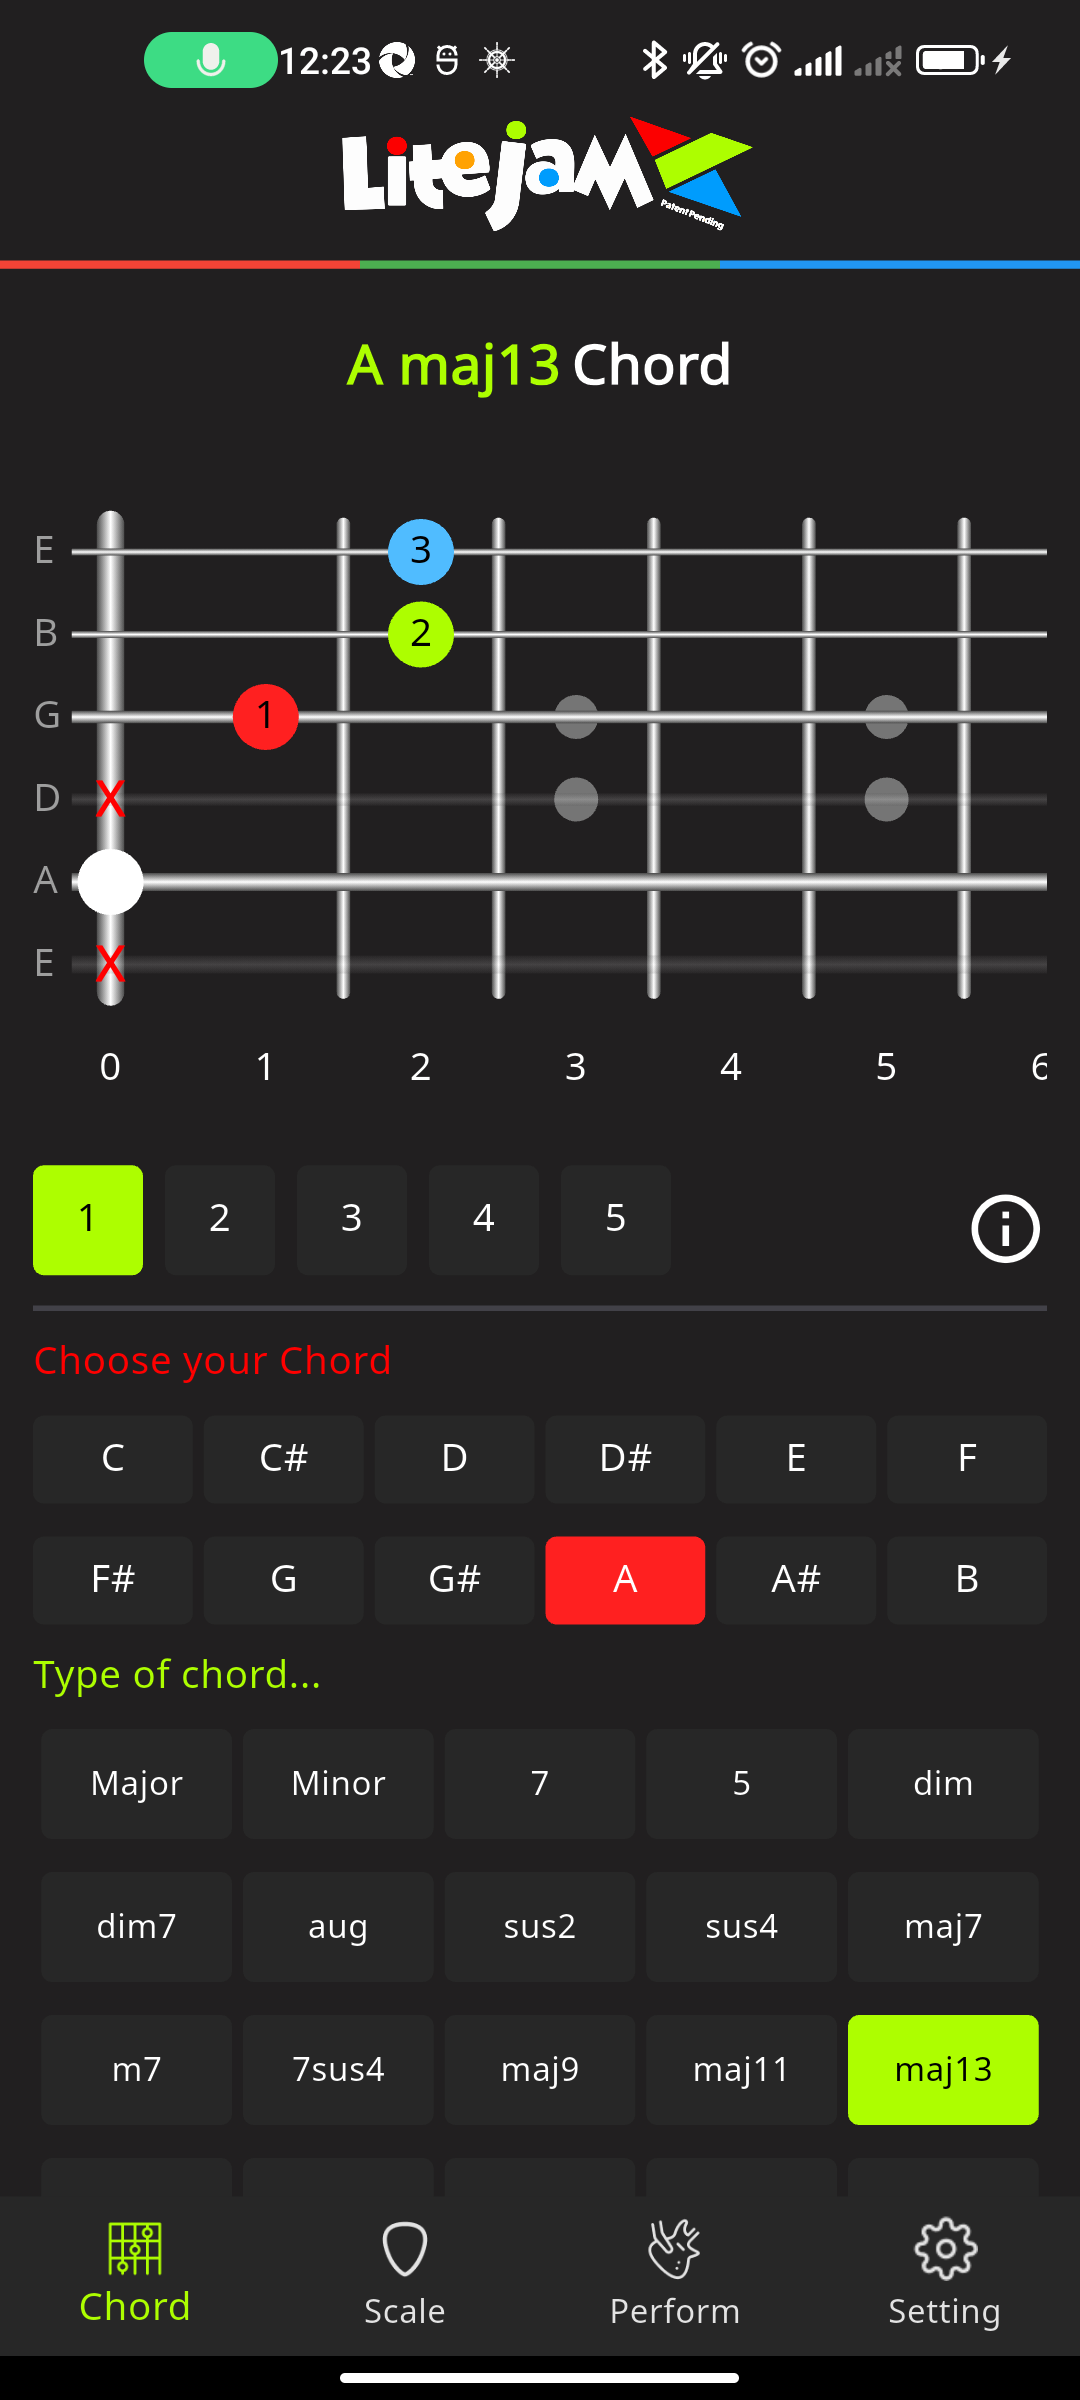 12:23
Litejam
Patent Pending
A maj13 Chord
E 3
B 2
G 1
D X
A
E X
0 1 2 3 4 5 6
1 2 3 4 5
Choose your Chord
C C# D D# E F
F# G G# A A# B
Type of chord...
Major Minor 7 5 dim
dim7 aug sus2 sus4 maj7
m7 7sus4 maj9 maj11 maj13
Chord Scale Perform Setting